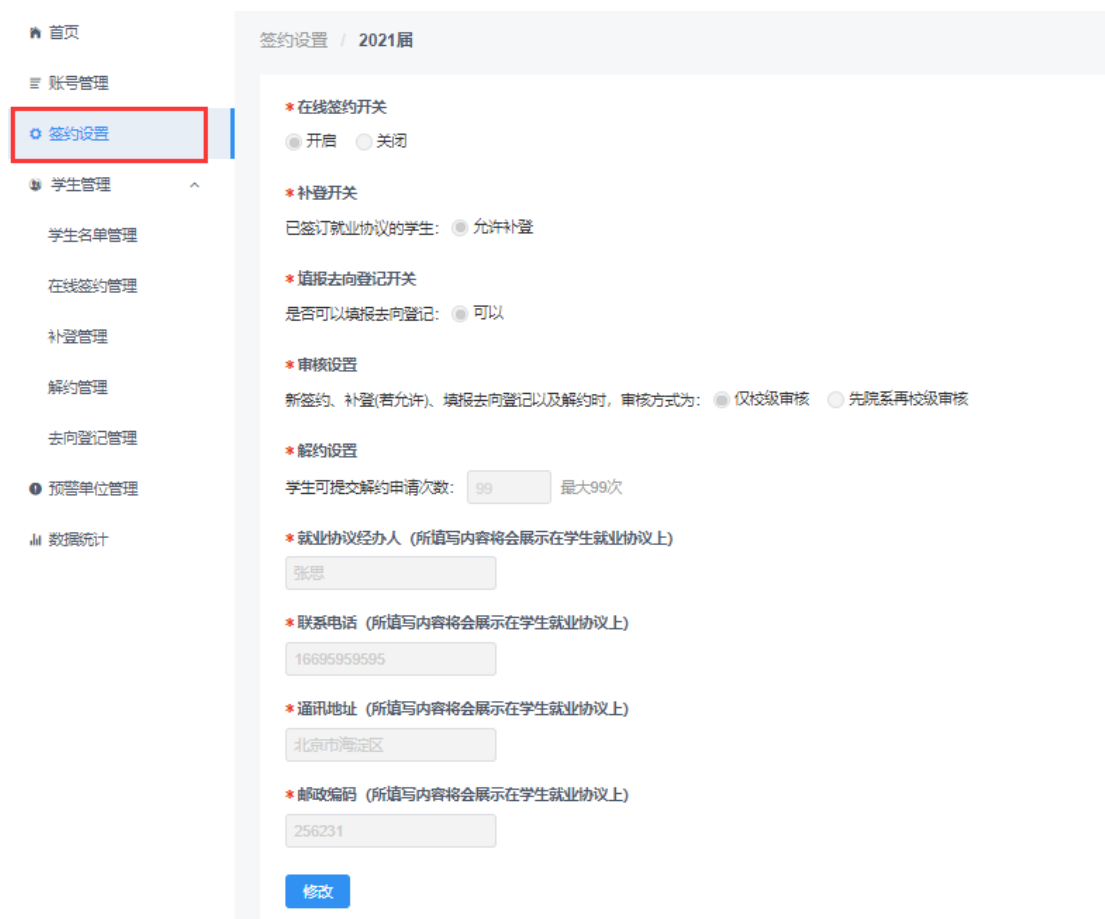 首页
账号管理
签约设置
学生管理
学生名单管理
在线签约管理
补登管理
解约管理
去向登记管理
预警单位管理
数据统计
签约设置 / 2021届
*在线签约开关
开启 关闭
*补登开关
已签订就业协议的学生： 允许补登
*填报去向登记开关
是否可以填报去向登记： 可以
*审核设置
新签约、补登(若允许)、填报去向登记以及解约时，审核方式为： 仅校级审核 先院系再校级审核
*解约设置
学生可提交解约申请次数： 99 最大99次
*就业协议经办人（所填写内容将会展示在学生就业协议上）
张思
*联系电话（所填写内容将会展示在学生就业协议上）
16695959595
*通讯地址（所填写内容将会展示在学生就业协议上）
北京市海淀区
*邮政编码（所填写内容将会展示在学生就业协议上）
256231
修改